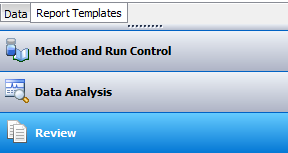 Data Report Templates
Method and Run Control
Data Analysis
Review